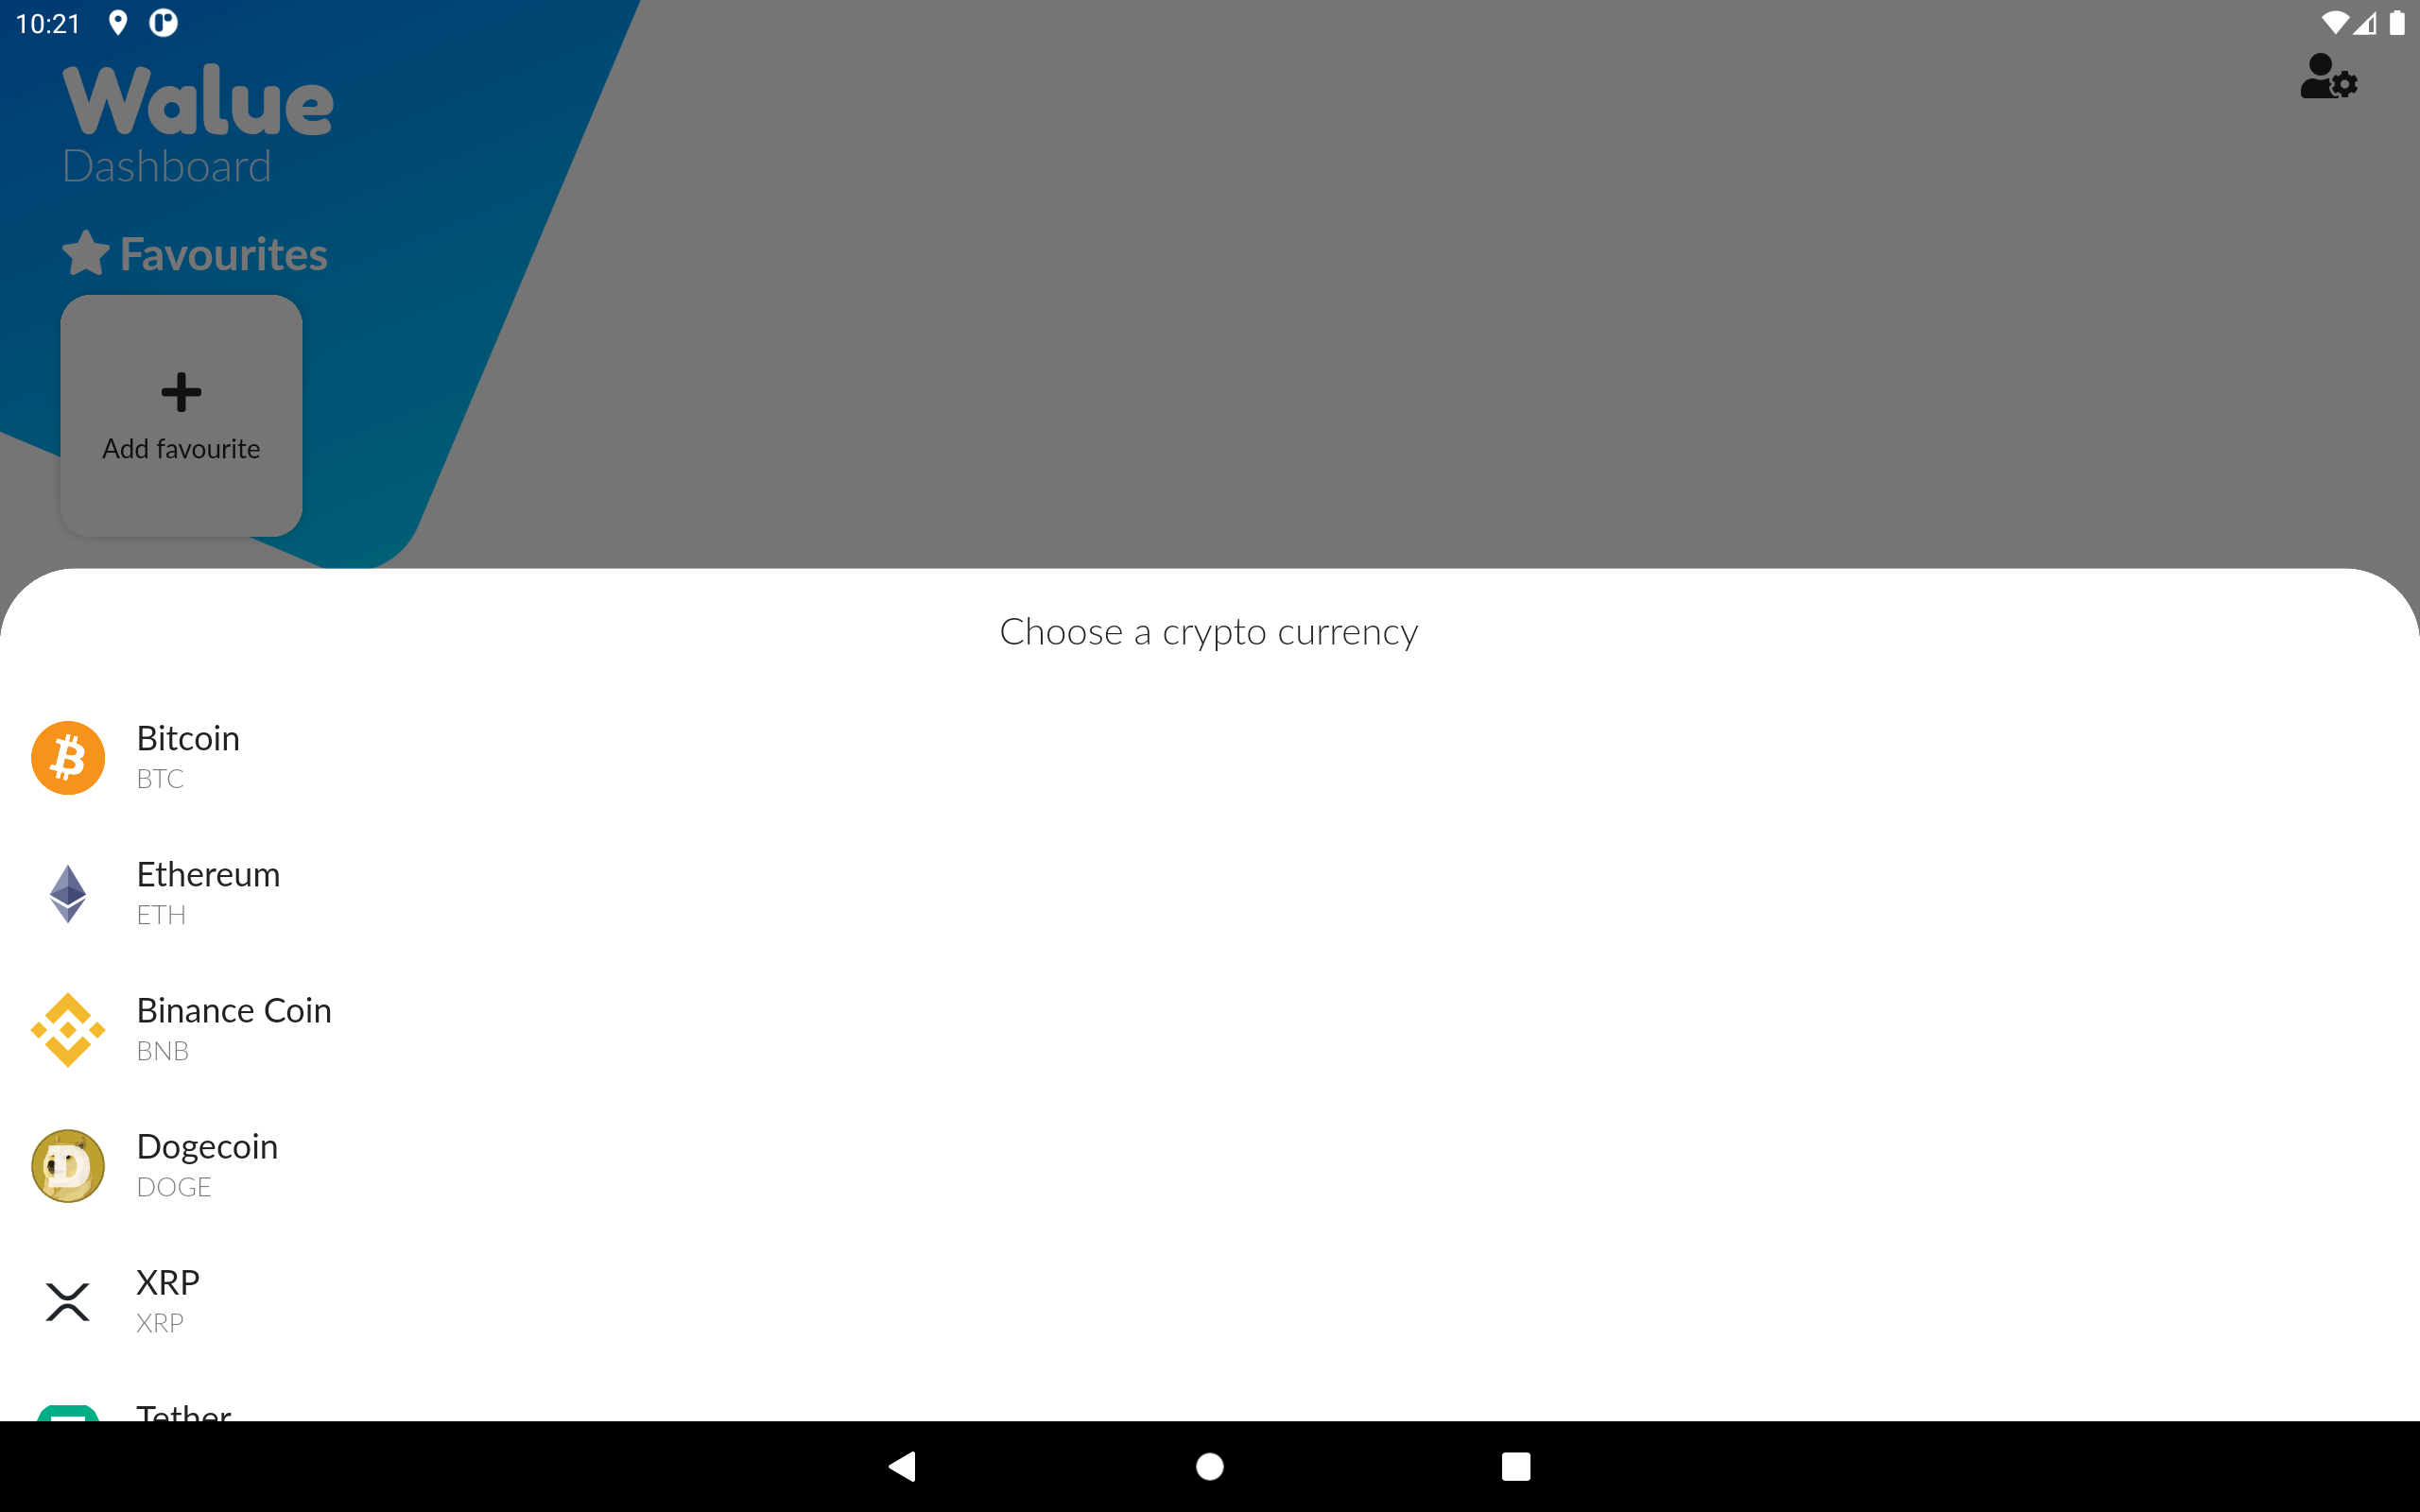 10:21
Walue
Dashboard
Favourites
Add favourite
Choose a crypto currency
Bitcoin
BTC
Ethereum
ETH
Binance Coin
BNB
Dogecoin
DOGE
XRP
XRP
Tether